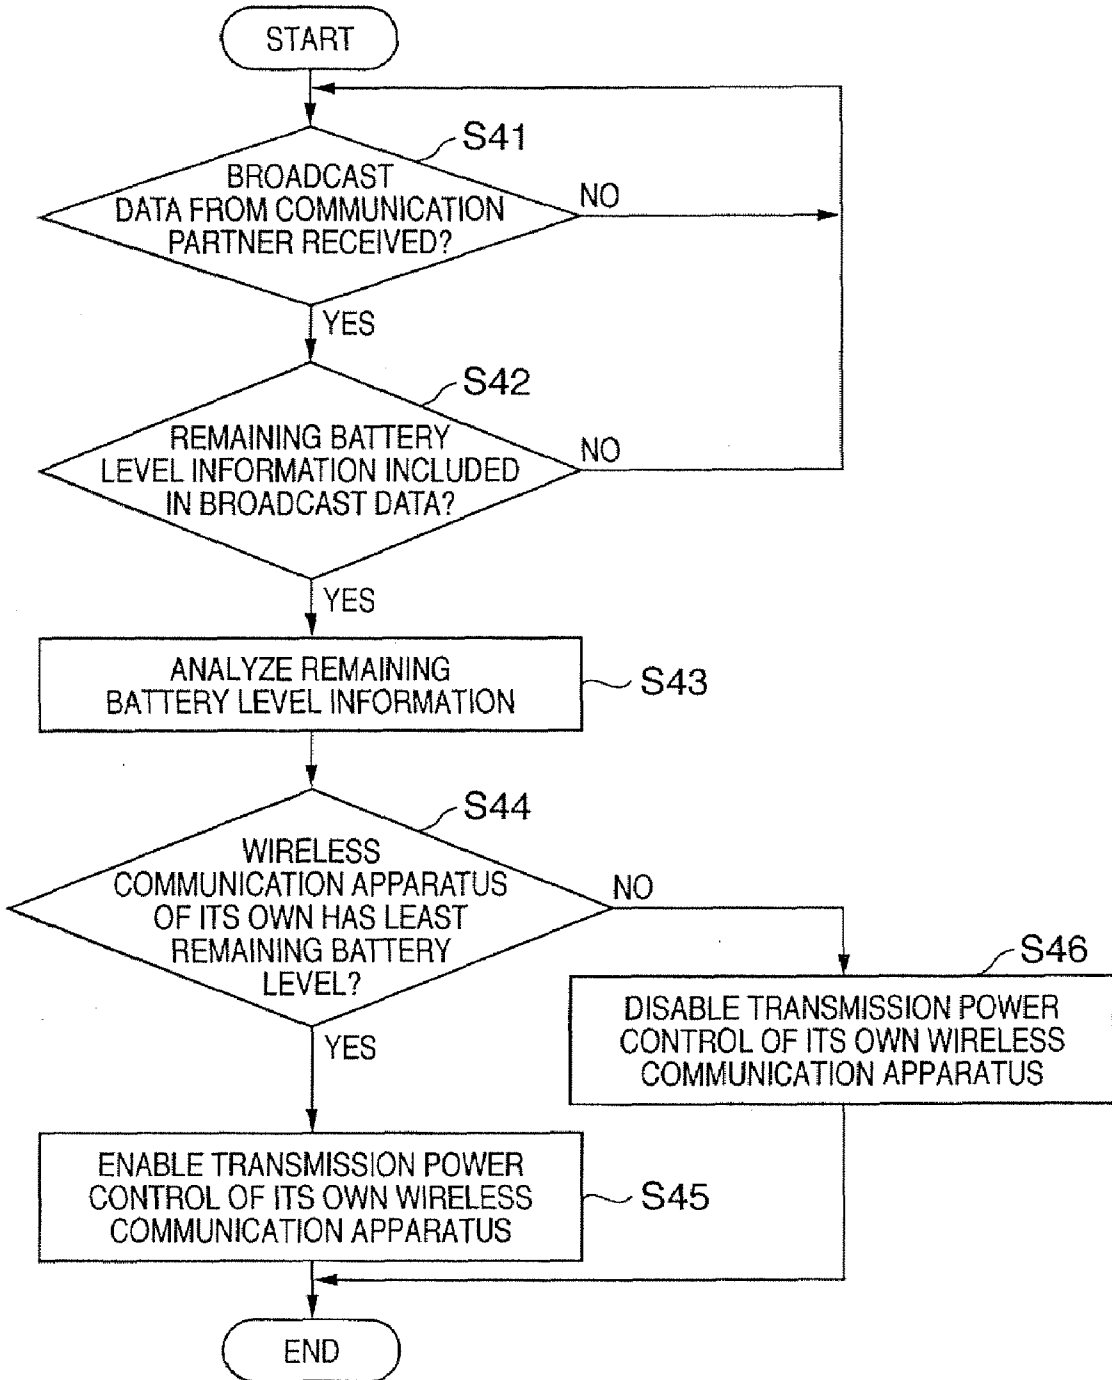 START
S41
BROADCAST
DATA FROM COMMUNICATION
PARTNER RECEIVED?
NO
YES
S42
REMAINING BATTERY
LEVEL INFORMATION INCLUDED
IN BROADCAST DATA?
NO
YES
ANALYZE REMAINING
BATTERY LEVEL INFORMATION
S43
S44
WIRELESS
COMMUNICATION APPARATUS
OF ITS OWN HAS LEAST
REMAINING BATTERY
LEVEL?
NO
YES
S46
DISABLE TRANSMISSION POWER
CONTROL OF ITS OWN WIRELESS
COMMUNICATION APPARATUS
ENABLE TRANSMISSION POWER
CONTROL OF ITS OWN WIRELESS
COMMUNICATION APPARATUS
S45
END